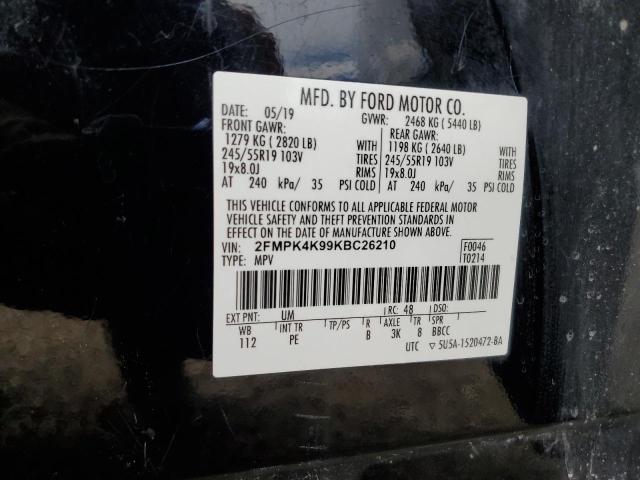 MFD. BY FORD MOTOR CO.
DATE: 05/19 GVWR: 2468 KG ( 5440 LB)
FRONT GAWR: REAR GAWR:
1279 KG ( 2820 LB) WITH 1198 KG ( 2640 LB) WITH
245/55R19 103V TIRES 245/55R19 103V TIRES
19x8.0J RIMS 19x8.0J RIMS
AT 240 kPa/ 35 PSI COLD AT 240 kPa/ 35 PSI COLD
THIS VEHICLE CONFORMS TO ALL APPLICABLE FEDERAL MOTOR
VEHICLE SAFETY AND THEFT PREVENTION STANDARDS IN
EFFECT ON THE DATE OF MANUFACTURE SHOWN ABOVE.
VIN: 2FMPK4K99KBC26210 F0046
TYPE: MPV T0214
EXT PNT: UM RC: 48 DSO:
WB INT TR TP/PS R AXLE TR SPR
112 PE B 3K 8 BBCC
UTC ▽ 5U5A-1520472-BA